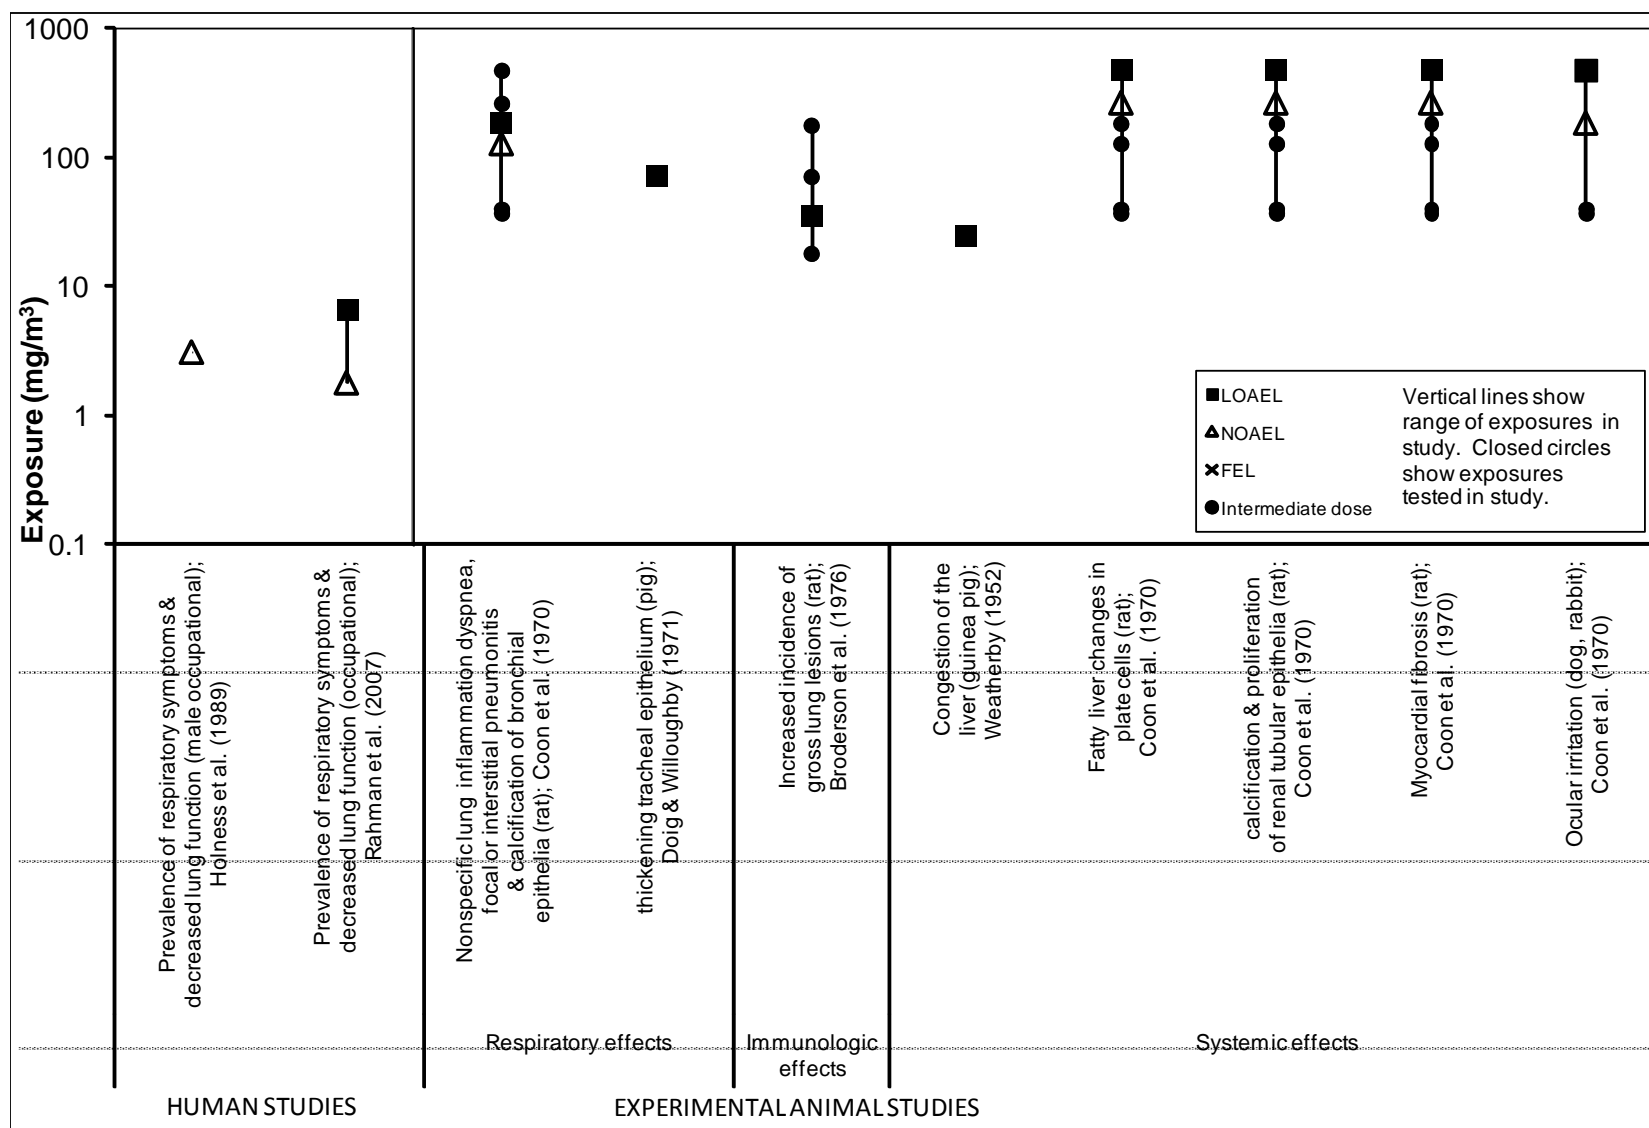 1000
100
10
1
0.1
Exposure (mg/m³)
LOAEL
NOAEL
FEL
Intermediate dose
Vertical lines show
range of exposures in
study. Closed circles
show exposures
tested in study.
Prevalence of respiratory symptoms &
decreased lung function (male occupational);
Holness et al. (1989)
Prevalence of respiratory symptoms &
decreased lung function (occupational);
Rahman et al. (2007)
Nonspecific lung inflammation dyspnea,
focal or interstitial pneumonitis
& calcification of bronchial
epithelia (rat); Coon et al. (1970)
thickening tracheal epithelium (pig);
Doig & Willoughby (1971)
Increased incidence of
gross lung lesions (rat);
Broderson et al. (1976)
Congestion of the
liver (guinea pig);
Weatherby (1952)
Fatty liver changes in
plate cells (rat);
Coon et al. (1970)
calcification & proliferation
of renal tubular epithelia (rat);
Coon et al. (1970)
Myocardial fibrosis (rat);
Coon et al. (1970)
Ocular irritation (dog, rabbit);
Coon et al. (1970)
Respiratory effects
Immunologic
effects
Systemic effects
HUMAN STUDIES
EXPERIMENTAL ANIMAL STUDIES